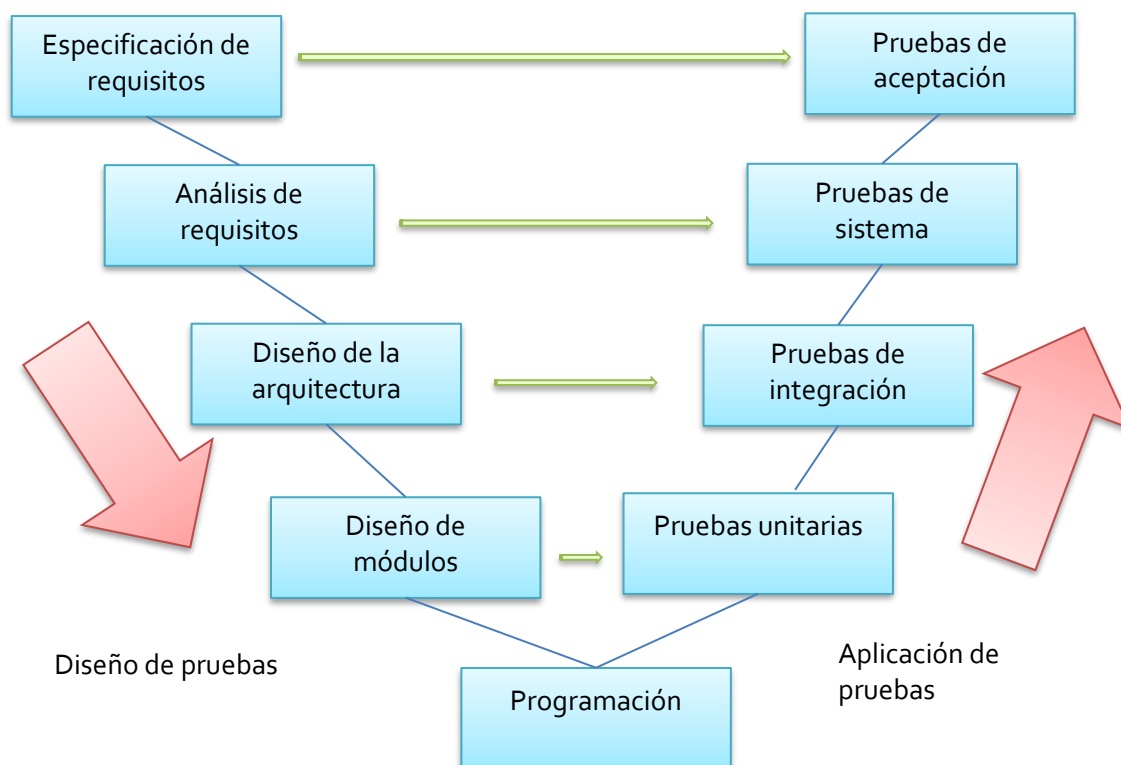 Especificación de
requisitos
Pruebas de
aceptación
Análisis de
requisitos
Pruebas de
sistema
Diseño de la
arquitectura
Pruebas de
integración
Diseño de
módulos
Pruebas unitarias
Diseño de pruebas
Aplicación de
pruebas
Programación